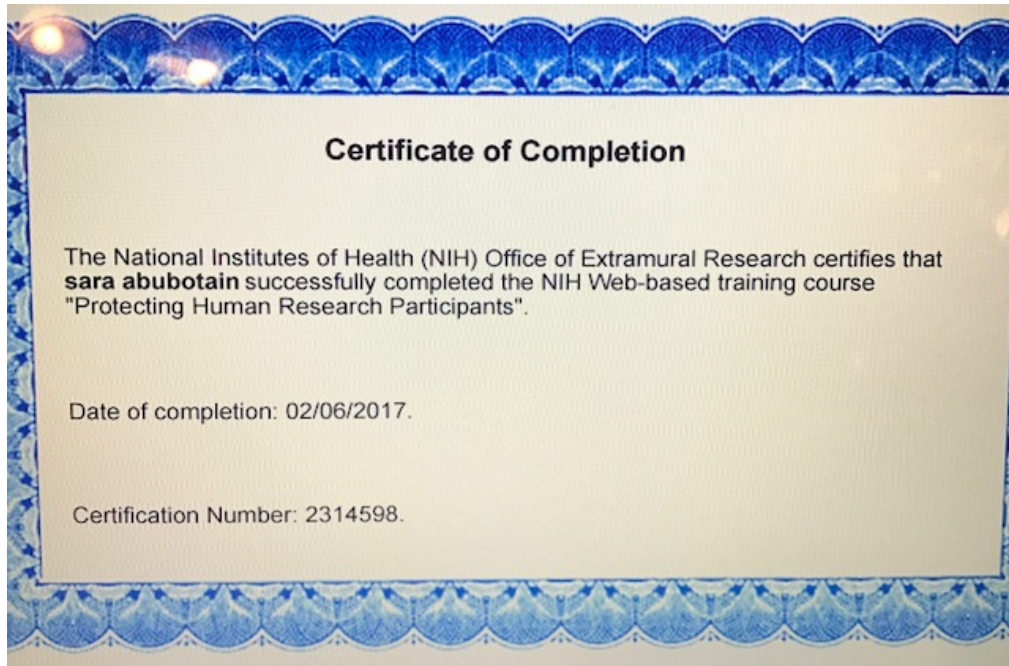 Certificate of Completion
The National Institutes of Health (NIH) Office of Extramural Research certifies that
sara abubotain successfully completed the NIH Web-based training course
"Protecting Human Research Participants".
Date of completion: 02/06/2017.
Certification Number: 2314598.